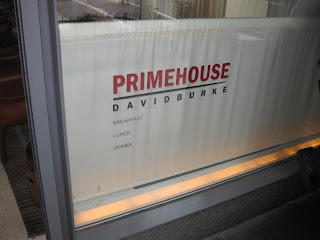 PRIMEHOUSE
DAVIDBURKE
BREAKFAST
LUNCH
DINNER